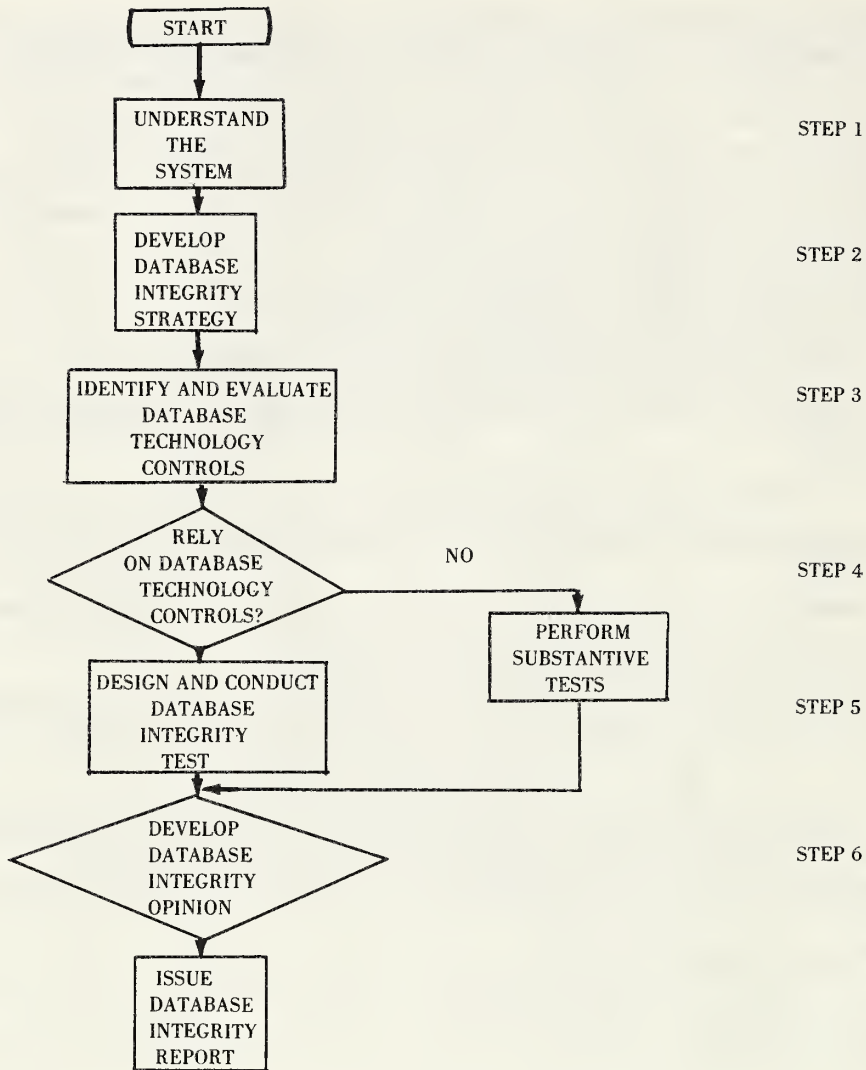 START
UNDERSTAND
THE
SYSTEM
STEP 1
DEVELOP
DATABASE
INTEGRITY
STRATEGY
STEP 2
IDENTIFY AND EVALUATE
DATABASE
TECHNOLOGY
CONTROLS
STEP 3
RELY
ON DATABASE
TECHNOLOGY
CONTROLS?
NO
STEP 4
PERFORM
SUBSTANTIVE
TESTS
DESIGN AND CONDUCT
DATABASE
INTEGRITY
TEST
STEP 5
DEVELOP
DATABASE
INTEGRITY
OPINION
STEP 6
ISSUE
DATABASE
INTEGRITY
REPORT